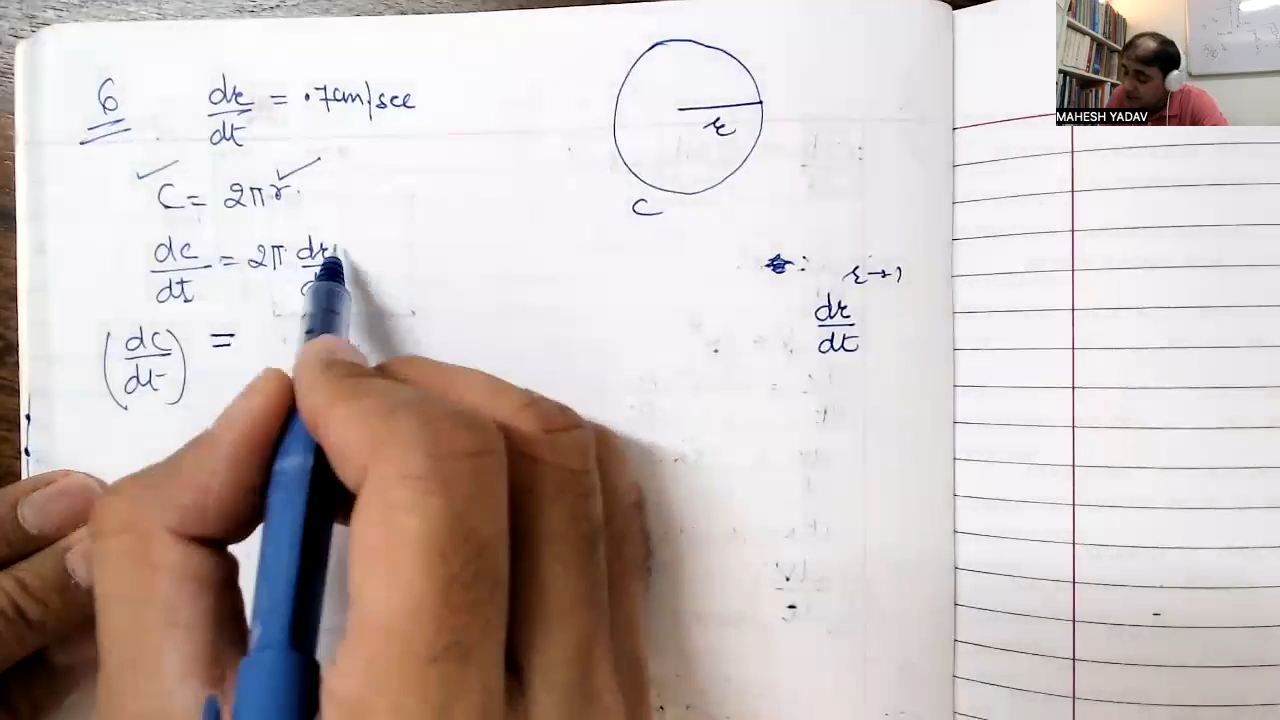 6 dr/dt = .7cm/sec
C = 2πr.
dc/dt = 2π dr
(dc/dt) =
r
C
r→
dr/dt
MAHESH YADAV